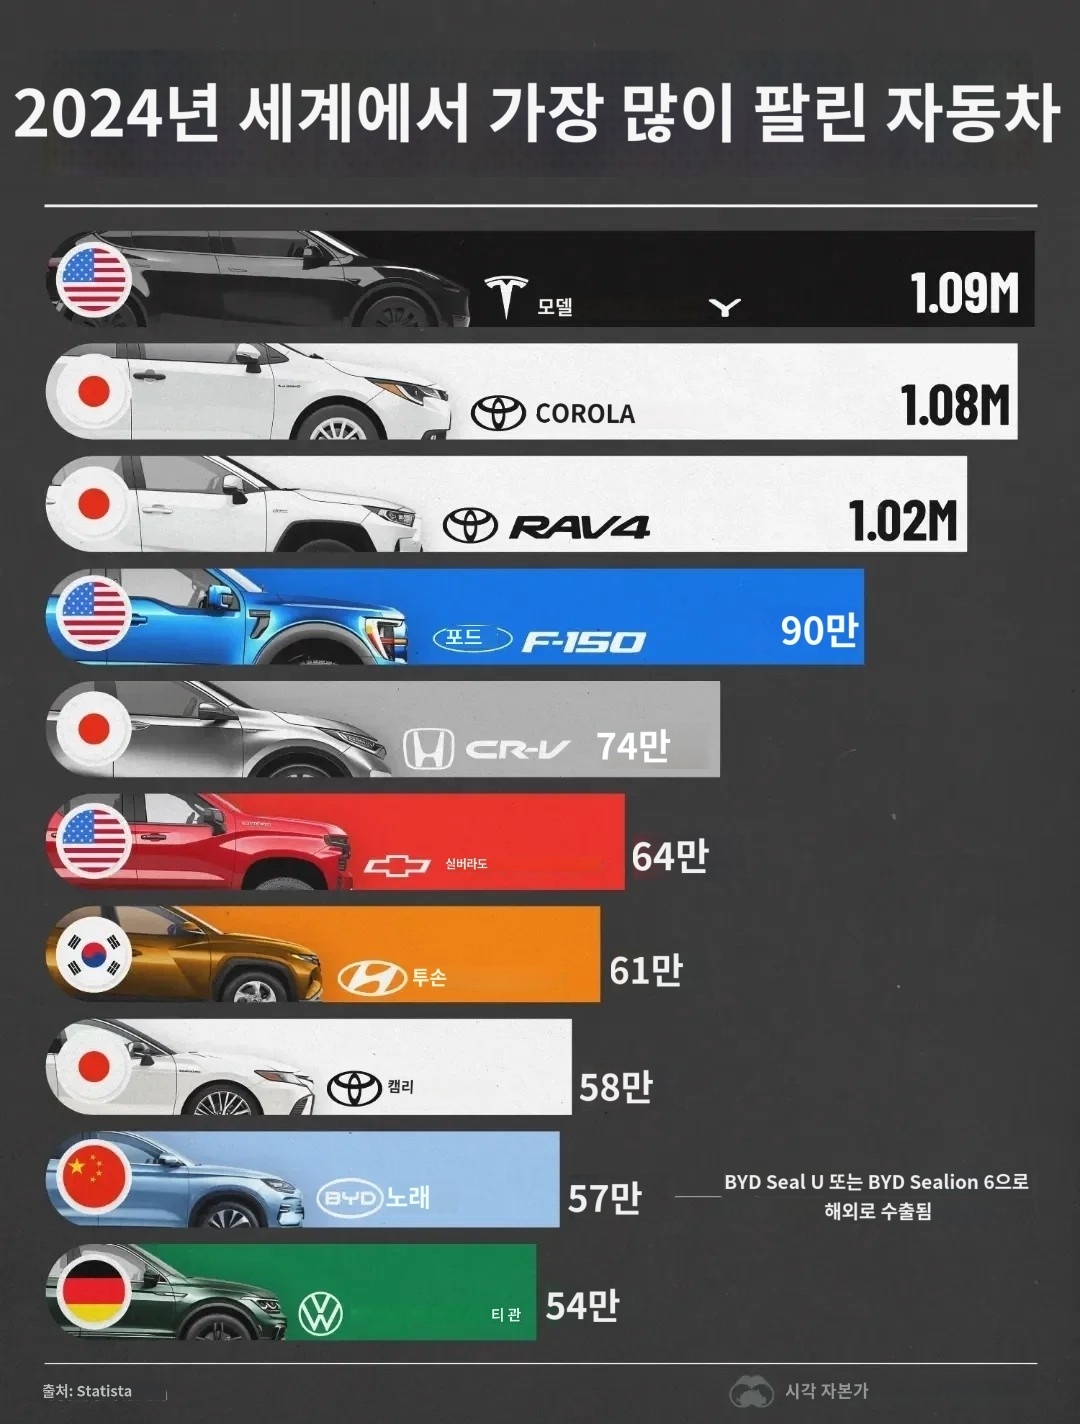 2024년 세계에서 가장 많이 팔린 자동차
모델 Y 1.09M
COROLA 1.08M
RAV4 1.02M
포드 F-150 90만
CR-V 74만
실버라도 64만
투손 61만
캠리 58만
BYD 노래 57만
BYD Seal U 또는 BYD Sealion 6으로
해외로 수출됨
티관 54만
출처: Statista
시각 자본가